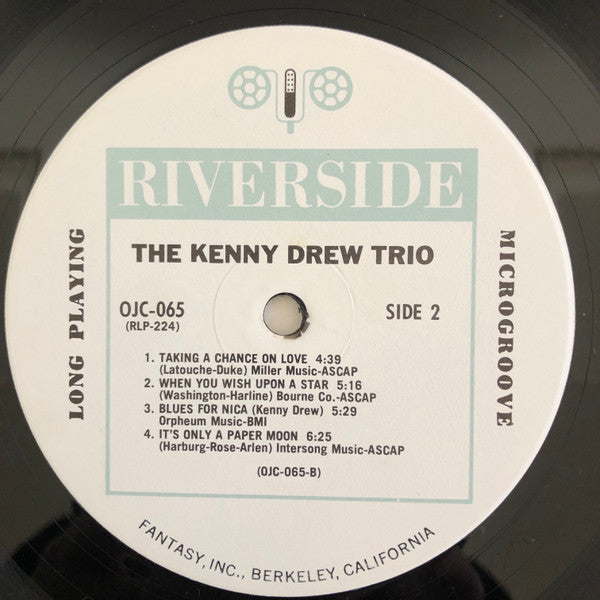 RIVERSIDE
THE KENNY DREW TRIO
LONG PLAYING
MICROGROOVE
OJC-065
(RLP-224)
SIDE 2
1. TAKING A CHANCE ON LOVE 4:39
(Latouche-Duke) Miller Music-ASCAP
2. WHEN YOU WISH UPON A STAR 5:16
(Washington-Harline) Bourne Co.-ASCAP
3. BLUES FOR NICA (Kenny Drew) 5:29
Orpheum Music-BMI
4. IT'S ONLY A PAPER MOON 6:25
(Harburg-Rose-Arlen) Intersong Music-ASCAP
(OJC-065-B)
FANTASY, INC., BERKELEY, CALIFORNIA